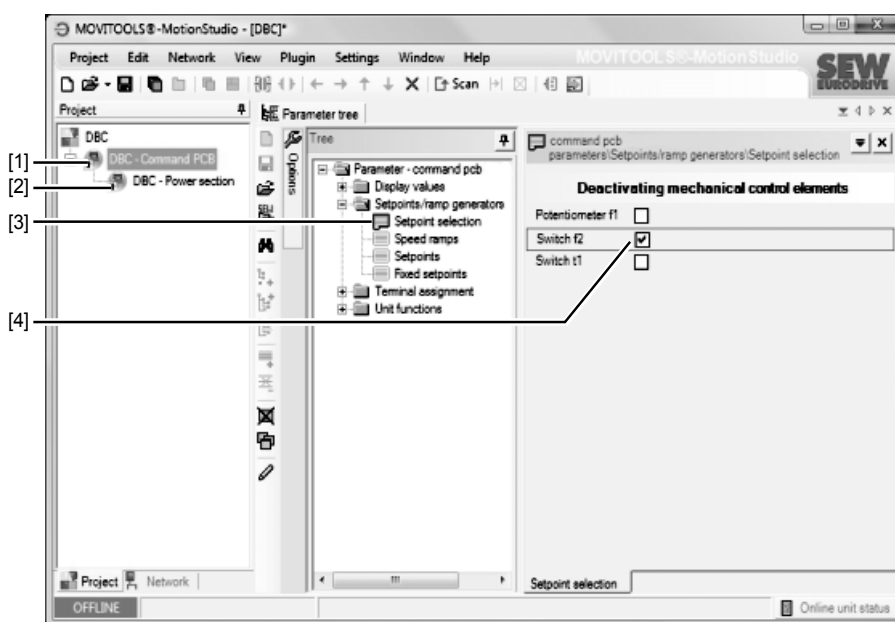 MOVITOOLS®-MotionStudio - [DBC]*
Project Edit Network View Plugin Settings Window Help
MOVITOOLS®-MotionStudio
SEW
EURODRIVE
Scan
Project
Parameter tree
DBC
DBC - Command PCB
DBC - Power section
Options
Tree
Parameter - command pcb
Display values
Setpoints/ramp generators
Setpoint selection
Speed ramps
Setpoints
Fixed setpoints
Terminal assignment
Unit functions
command pcb
parameters\Setpoints/ramp generators\Setpoint selection
Deactivating mechanical control elements
Potentiometer f1
Switch f2
Switch t1
[1]
[2]
[3]
[4]
Project Network
Setpoint selection
OFFLINE
Online unit status